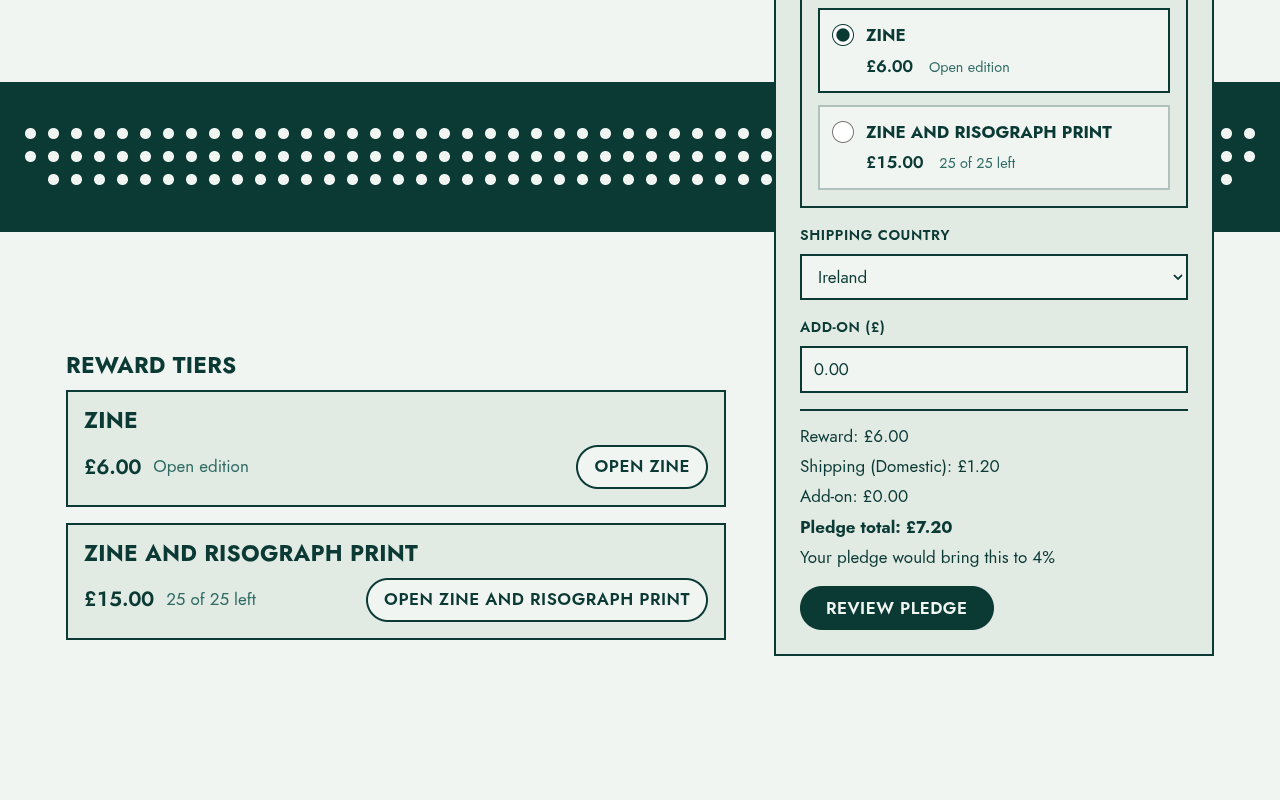 ZINE
£6.00 Open edition
ZINE AND RISOGRAPH PRINT
£15.00 25 of 25 left
SHIPPING COUNTRY
Ireland
ADD-ON (£)
0.00
Reward: £6.00
Shipping (Domestic): £1.20
Add-on: £0.00
Pledge total: £7.20
Your pledge would bring this to 4%
REVIEW PLEDGE
REWARD TIERS
ZINE
£6.00 Open edition
OPEN ZINE
ZINE AND RISOGRAPH PRINT
£15.00 25 of 25 left
OPEN ZINE AND RISOGRAPH PRINT